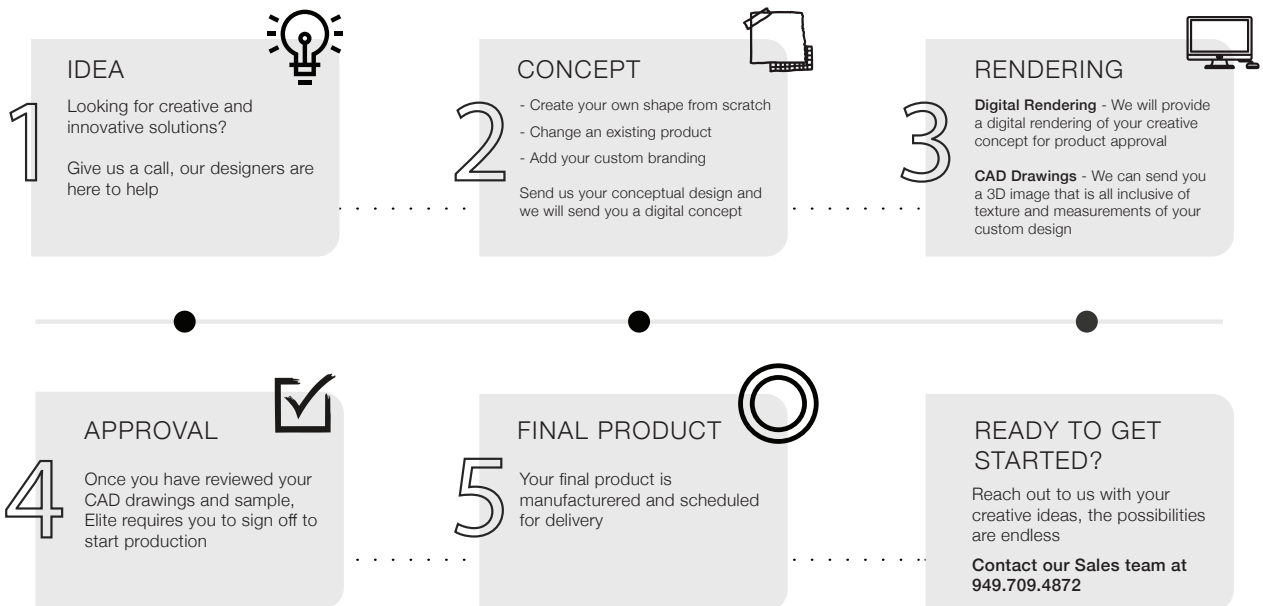 1
IDEA
Looking for creative and
innovative solutions?
Give us a call, our designers are
here to help
2
CONCEPT
- Create your own shape from scratch
- Change an existing product
- Add your custom branding
Send us your conceptual design and
we will send you a digital concept
3
RENDERING
Digital Rendering - We will provide
a digital rendering of your creative
concept for product approval
CAD Drawings - We can send you
a 3D image that is all inclusive of
texture and measurements of your
custom design
4
APPROVAL
Once you have reviewed your
CAD drawings and sample,
Elite requires you to sign off to
start production
5
FINAL PRODUCT
Your final product is
manufacturered and scheduled
for delivery
READY TO GET
STARTED?
Reach out to us with your
creative ideas, the possibilities
are endless
Contact our Sales team at
949.709.4872